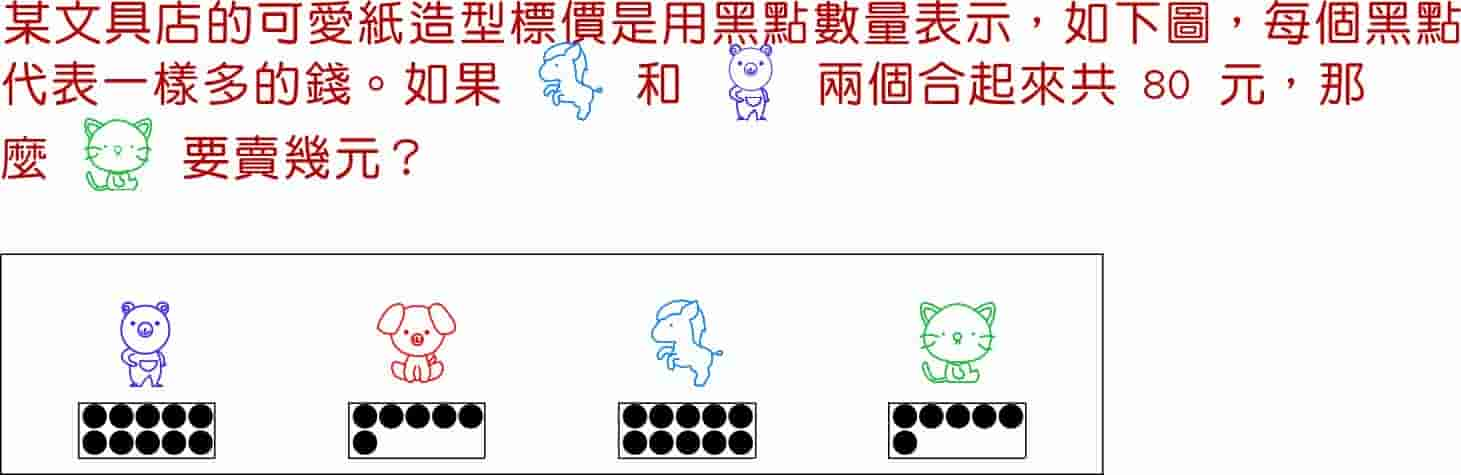 某文具店的可愛紙造型標價是用黑點數量表示，如下圖，每個黑點
代表一樣多的錢。如果 和 兩個合起來共 80 元，那
麼 要賣幾元？